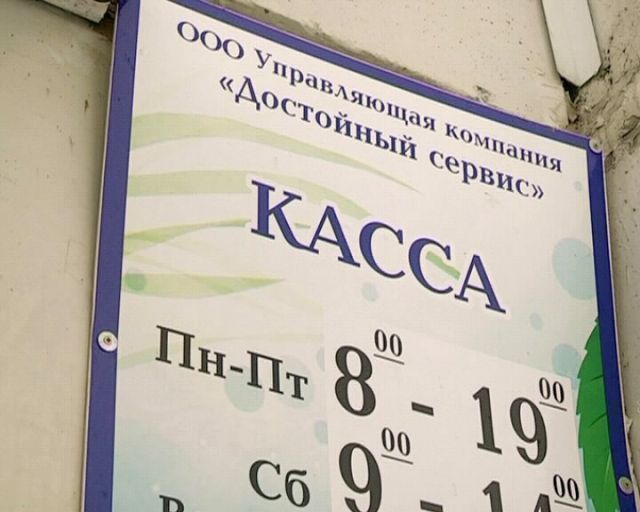 ООО Управляющая компания
«Достойный сервис»
КАССА
Пн-Пт 8 00 - 19 00
Сб 9 00 - 14 00